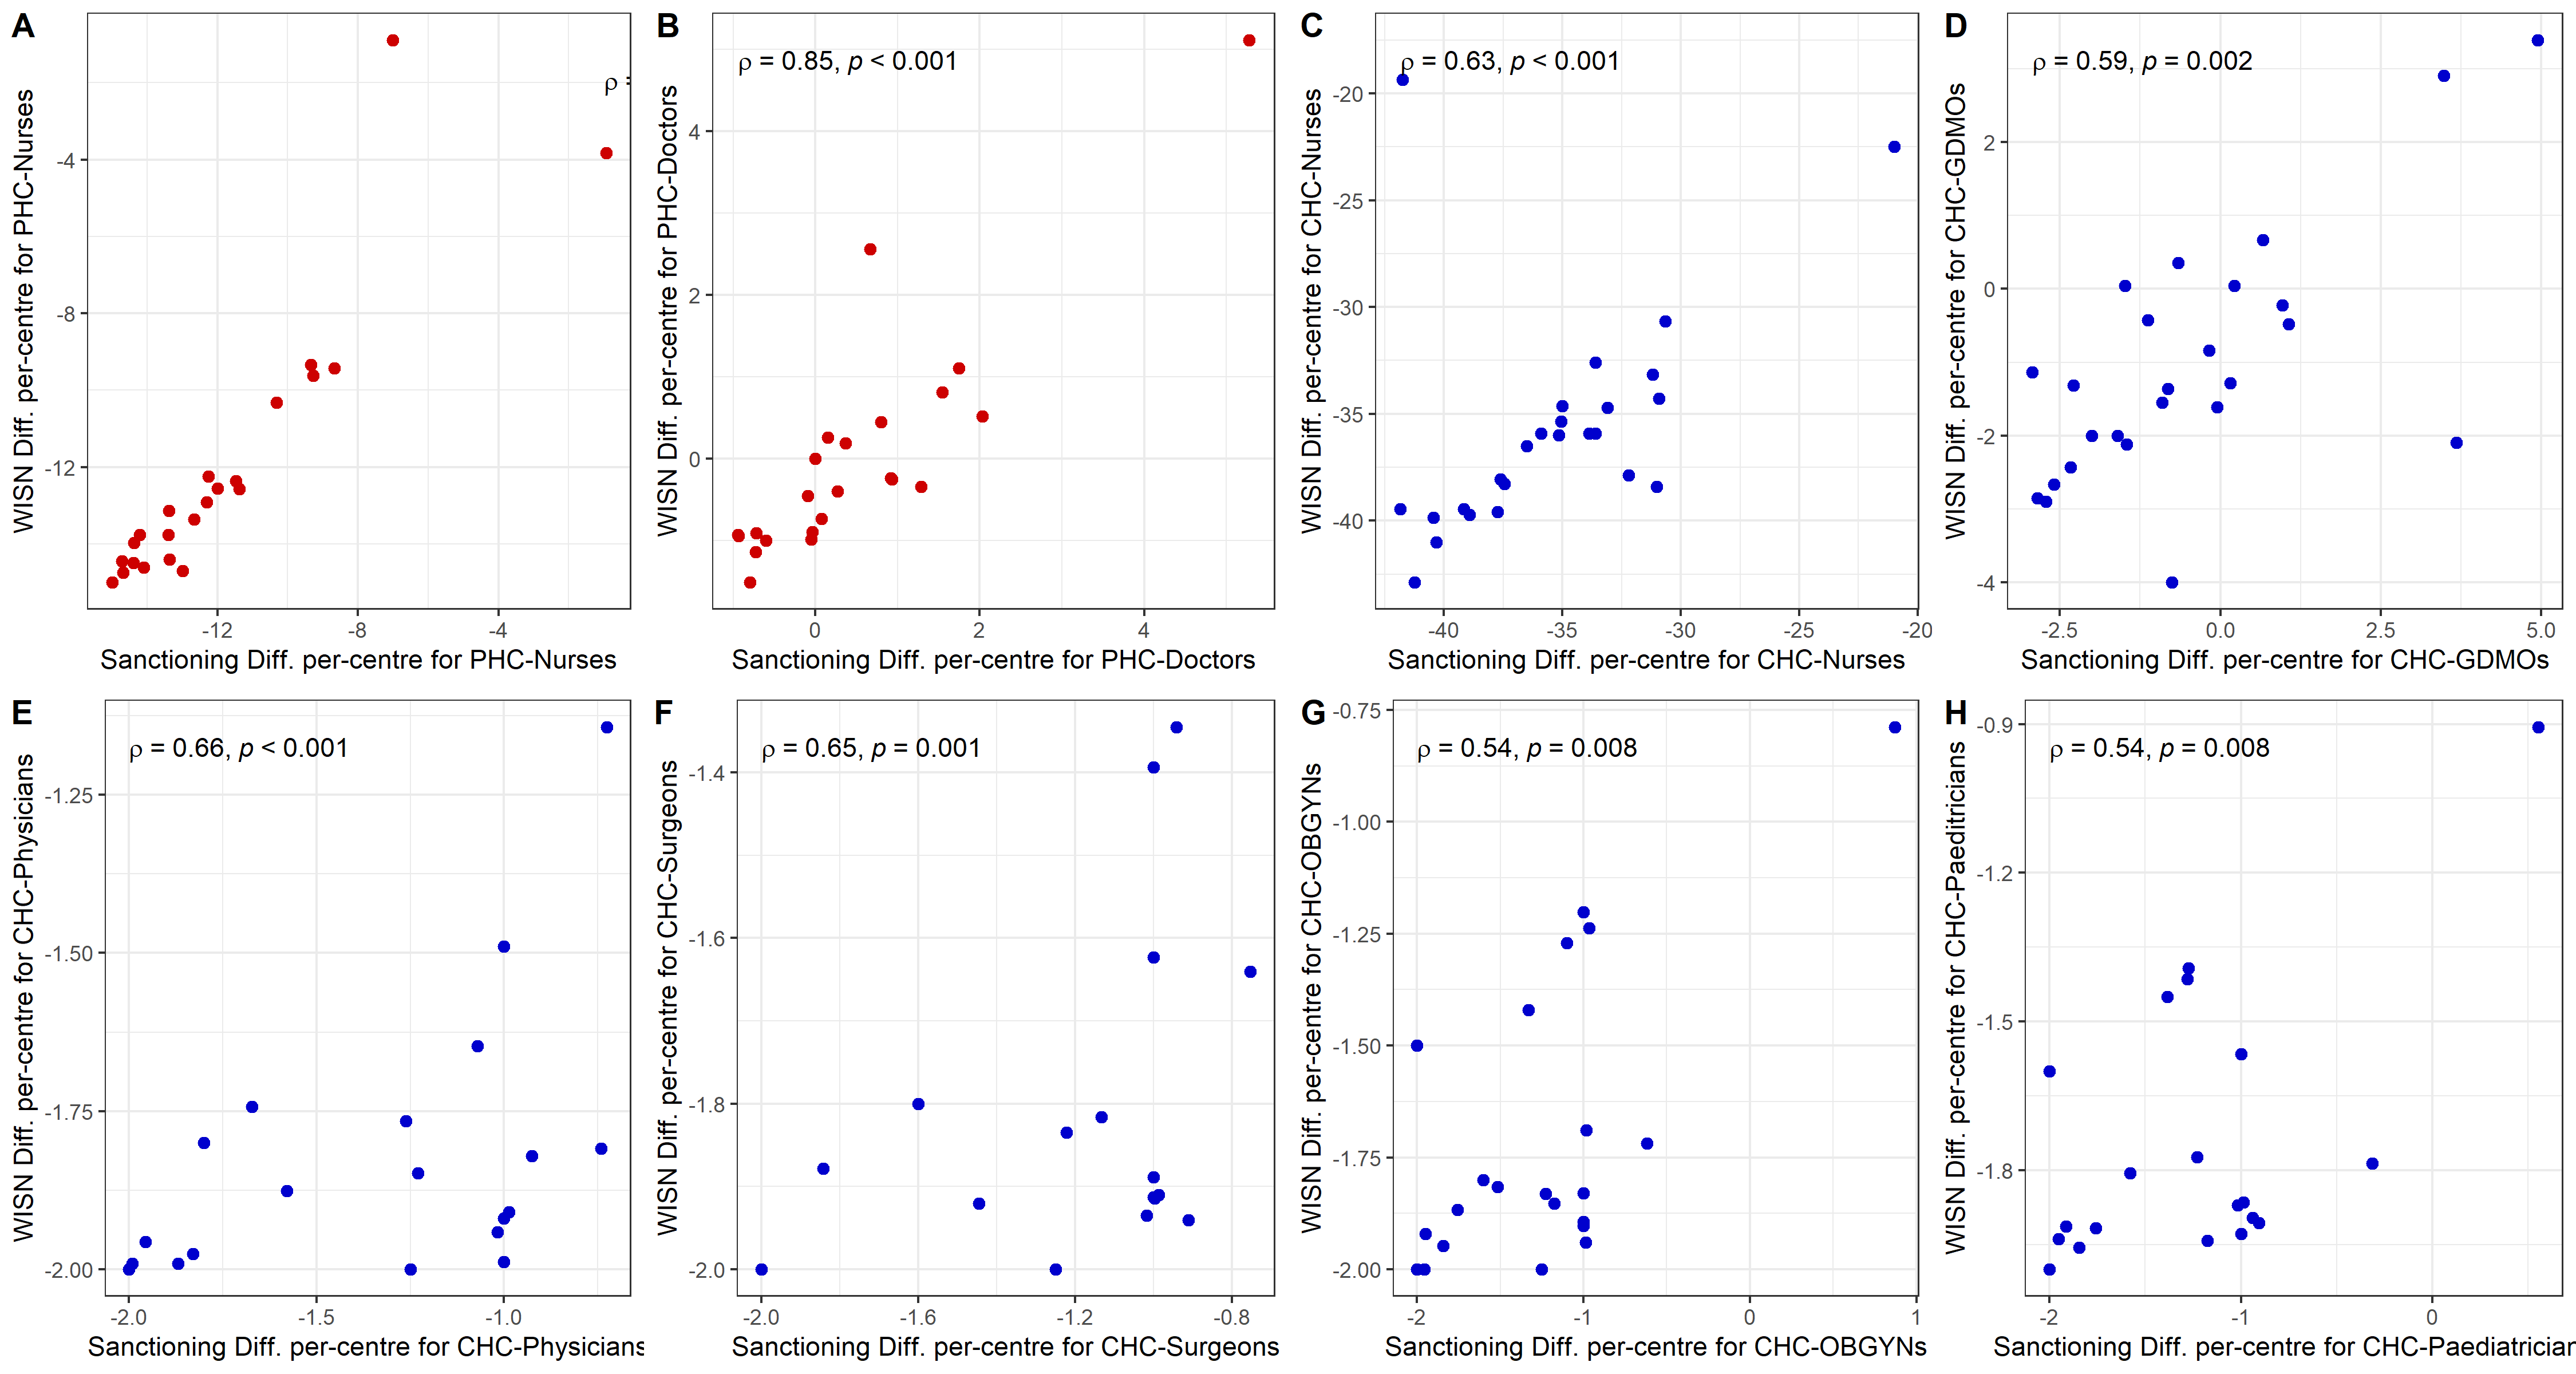 A
WISN Diff. per-centre for PHC-Nurses
ρ =
-4
-8
-12
-12 -8 -4
Sanctioning Diff. per-centre for PHC-Nurses
B
WISN Diff. per-centre for PHC-Doctors
ρ = 0.85, p < 0.001
4
2
0
0 2 4
Sanctioning Diff. per-centre for PHC-Doctors
C
WISN Diff. per-centre for CHC-Nurses
ρ = 0.63, p < 0.001
-20
-25
-30
-35
-40
-40 -35 -30 -25 -20
Sanctioning Diff. per-centre for CHC-Nurses
D
WISN Diff. per-centre for CHC-GDMOs
ρ = 0.59, p = 0.002
2
0
-2
-4
-2.5 0.0 2.5 5.0
Sanctioning Diff. per-centre for CHC-GDMOs
E
WISN Diff. per-centre for CHC-Physicians
ρ = 0.66, p < 0.001
-1.25
-1.50
-1.75
-2.00
-2.0 -1.5 -1.0
Sanctioning Diff. per-centre for CHC-Physicians
F
WISN Diff. per-centre for CHC-Surgeons
ρ = 0.65, p = 0.001
-1.4
-1.6
-1.8
-2.0
-2.0 -1.6 -1.2 -0.8
Sanctioning Diff. per-centre for CHC-Surgeons
G
WISN Diff. per-centre for CHC-OBGYNs
ρ = 0.54, p = 0.008
-0.75
-1.00
-1.25
-1.50
-1.75
-2.00
-2 -1 0 1
Sanctioning Diff. per-centre for CHC-OBGYNs
H
WISN Diff. per-centre for CHC-Paeditricians
ρ = 0.54, p = 0.008
-0.9
-1.2
-1.5
-1.8
-2 -1 0
Sanctioning Diff. per-centre for CHC-Paediatrician